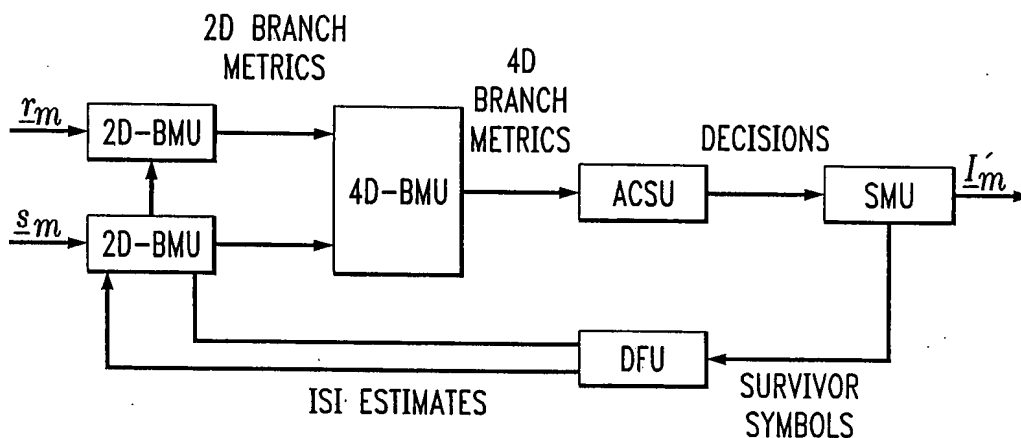 2D BRANCH
METRICS
4D
BRANCH
METRICS
r_m
2D-BMU
DECISIONS
4D-BMU
ACSU
SMU
I´_m
s_m
2D-BMU
DFU
ISI ESTIMATES
SURVIVOR
SYMBOLS